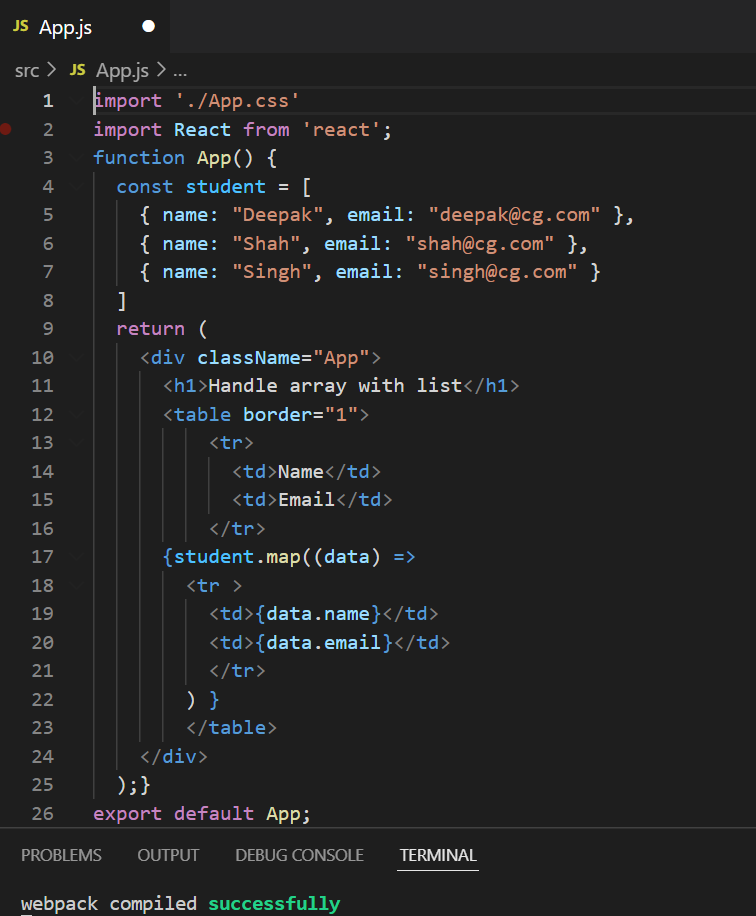 JS App.js
src > JS App.js > ...
1 import './App.css'
2 import React from 'react';
3 function App() {
4 const student = [
5 { name: "Deepak", email: "deepak@cg.com" },
6 { name: "Shah", email: "shah@cg.com" },
7 { name: "Singh", email: "singh@cg.com" }
8 ]
9 return (
10 <div className="App">
11 <h1>Handle array with list</h1>
12 <table border="1">
13 <tr>
14 <td>Name</td>
15 <td>Email</td>
16 </tr>
17 {student.map((data) =>
18 <tr >
19 <td>{data.name}</td>
20 <td>{data.email}</td>
21 </tr>
22 ) }
23 </table>
24 </div>
25 );}
26 export default App;
PROBLEMS OUTPUT DEBUG CONSOLE TERMINAL
webpack compiled successfully